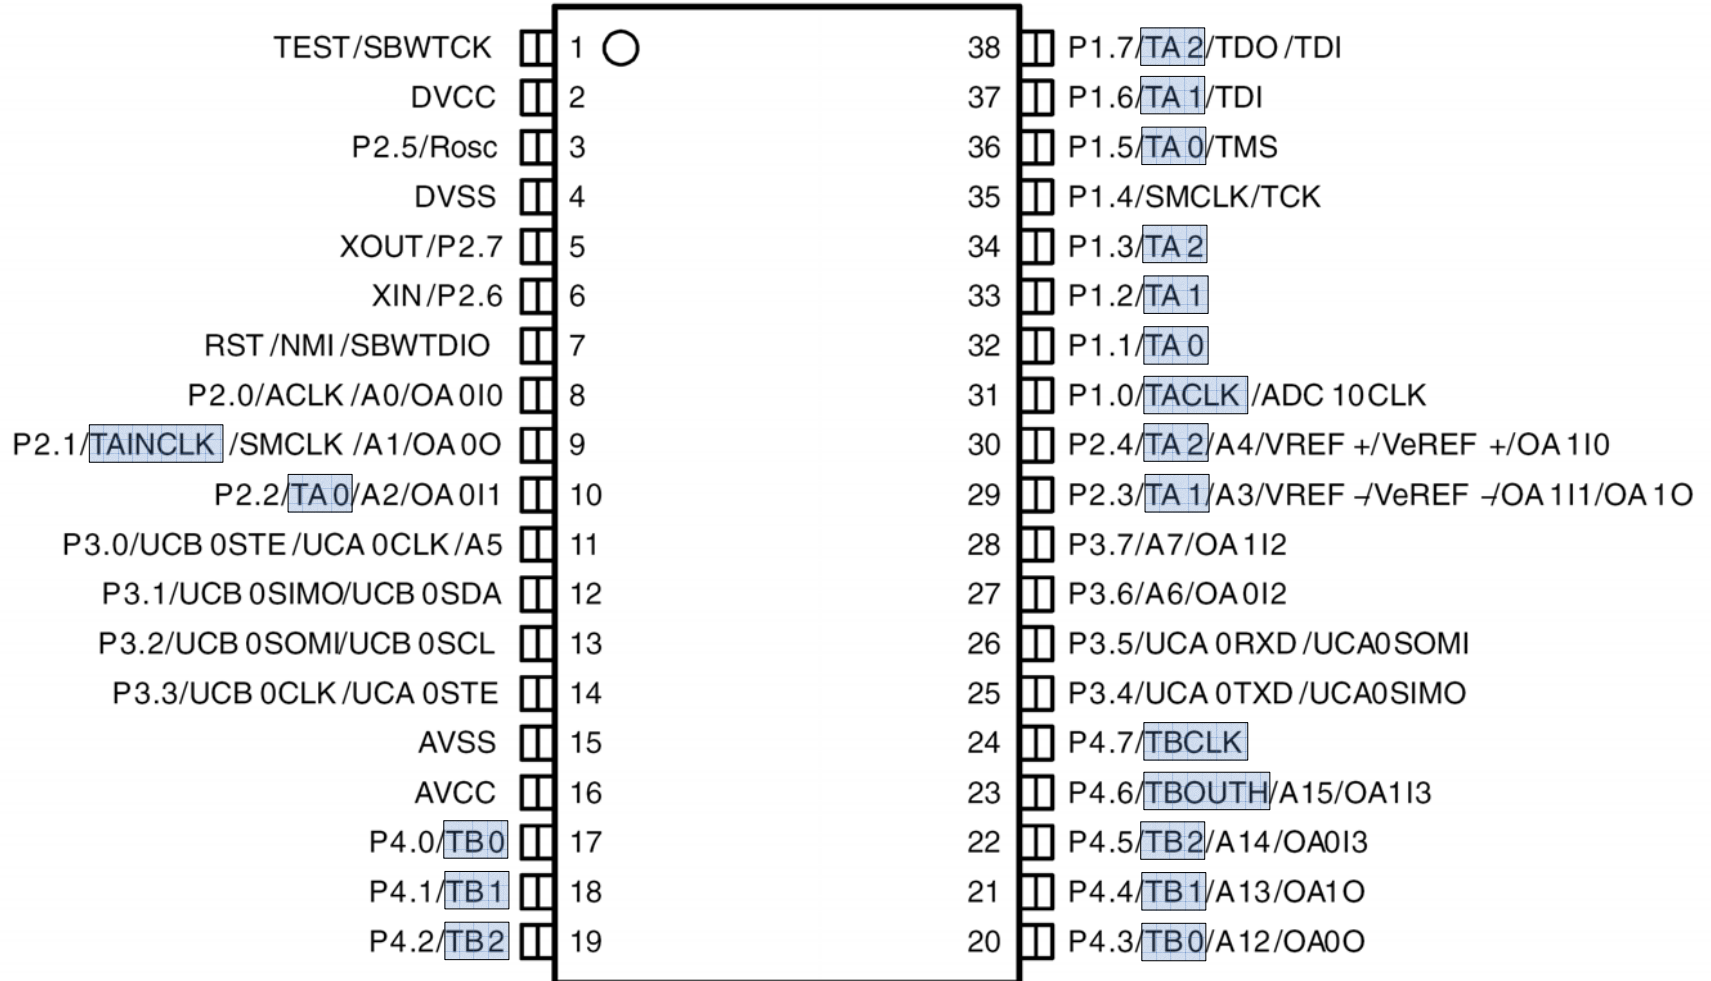 TEST/SBWTCK 1 38 P1.7/TA2/TDO/TDI
DVCC 2 37 P1.6/TA1/TDI
P2.5/Rosc 3 36 P1.5/TA0/TMS
DVSS 4 35 P1.4/SMCLK/TCK
XOUT/P2.7 5 34 P1.3/TA2
XIN/P2.6 6 33 P1.2/TA1
RST/NMI/SBWTDIO 7 32 P1.1/TA0
P2.0/ACLK/A0/OA0I0 8 31 P1.0/TACLK/ADC10CLK
P2.1/TAINCLK/SMCLK/A1/OA0O 9 30 P2.4/TA2/A4/VREF+/VeREF+/OA1I0
P2.2/TA0/A2/OA0I1 10 29 P2.3/TA1/A3/VREF-/VeREF-/OA1I1/OA1O
P3.0/UCB0STE/UCA0CLK/A5 11 28 P3.7/A7/OA1I2
P3.1/UCB0SIMO/UCB0SDA 12 27 P3.6/A6/OA0I2
P3.2/UCB0SOMI/UCB0SCL 13 26 P3.5/UCA0RXD/UCA0SOMI
P3.3/UCB0CLK/UCA0STE 14 25 P3.4/UCA0TXD/UCA0SIMO
AVSS 15 24 P4.7/TBCLK
AVCC 16 23 P4.6/TBOUTH/A15/OA1I3
P4.0/TB0 17 22 P4.5/TB2/A14/OA0I3
P4.1/TB1 18 21 P4.4/TB1/A13/OA1O
P4.2/TB2 19 20 P4.3/TB0/A12/OA0O